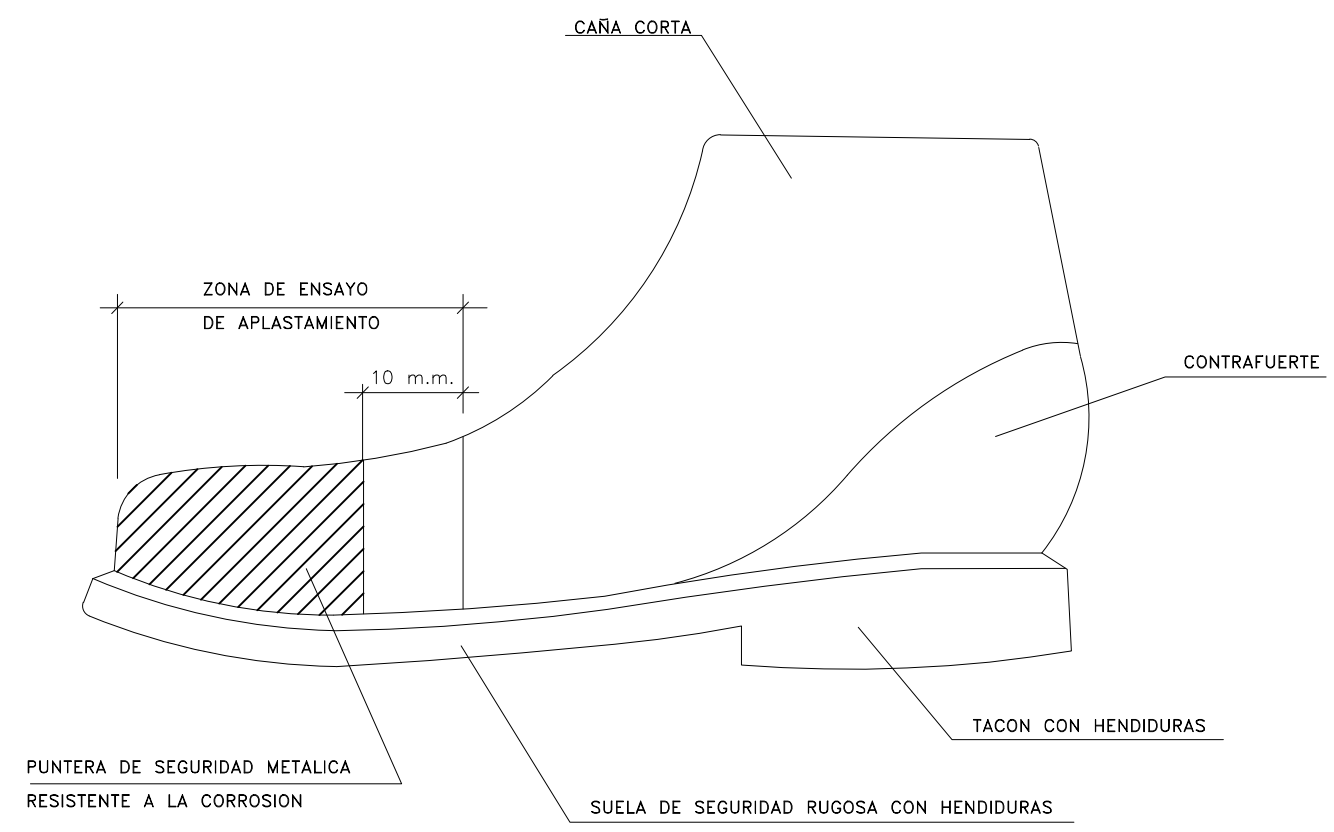 CAÑA CORTA
ZONA DE ENSAYO
DE APLASTAMIENTO
10 m.m.
CONTRAFUERTE
TACON CON HENDIDURAS
PUNTERA DE SEGURIDAD METALICA
RESISTENTE A LA CORROSION
SUELA DE SEGURIDAD RUGOSA CON HENDIDURAS